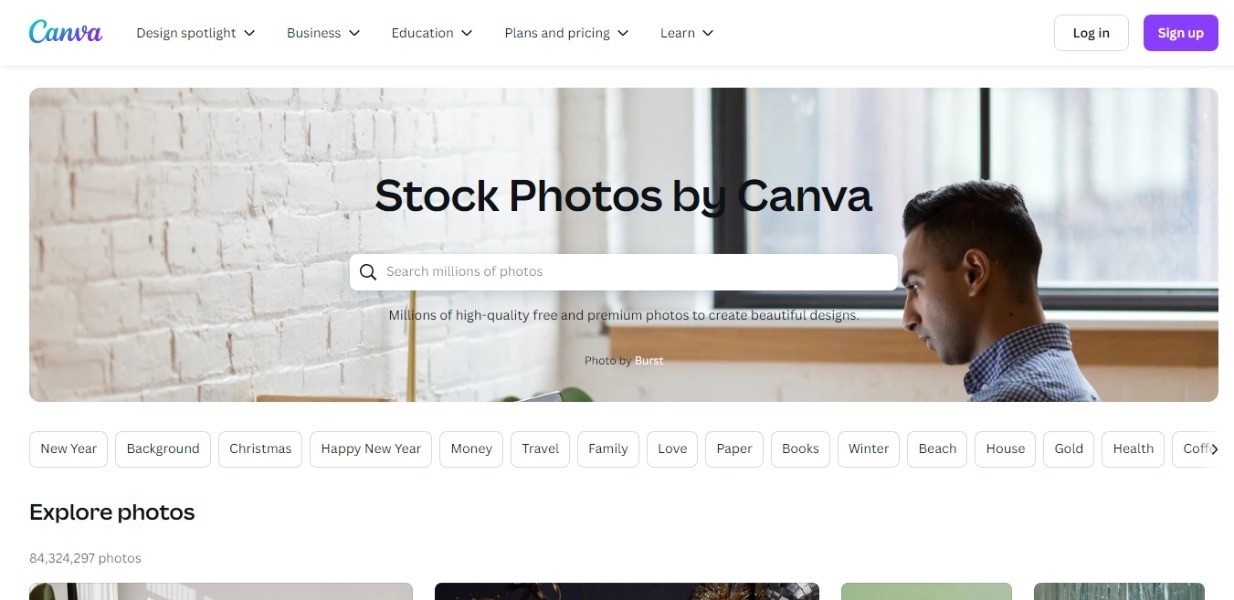 Canva Design spotlight Business Education Plans and pricing Learn Log in Sign up
Stock Photos by Canva
Search millions of photos
Millions of high-quality free and premium photos to create beautiful designs.
Photo by Burst
New Year Background Christmas Happy New Year Money Travel Family Love Paper Books Winter Beach House Gold Health
Explore photos
84,324,297 photos